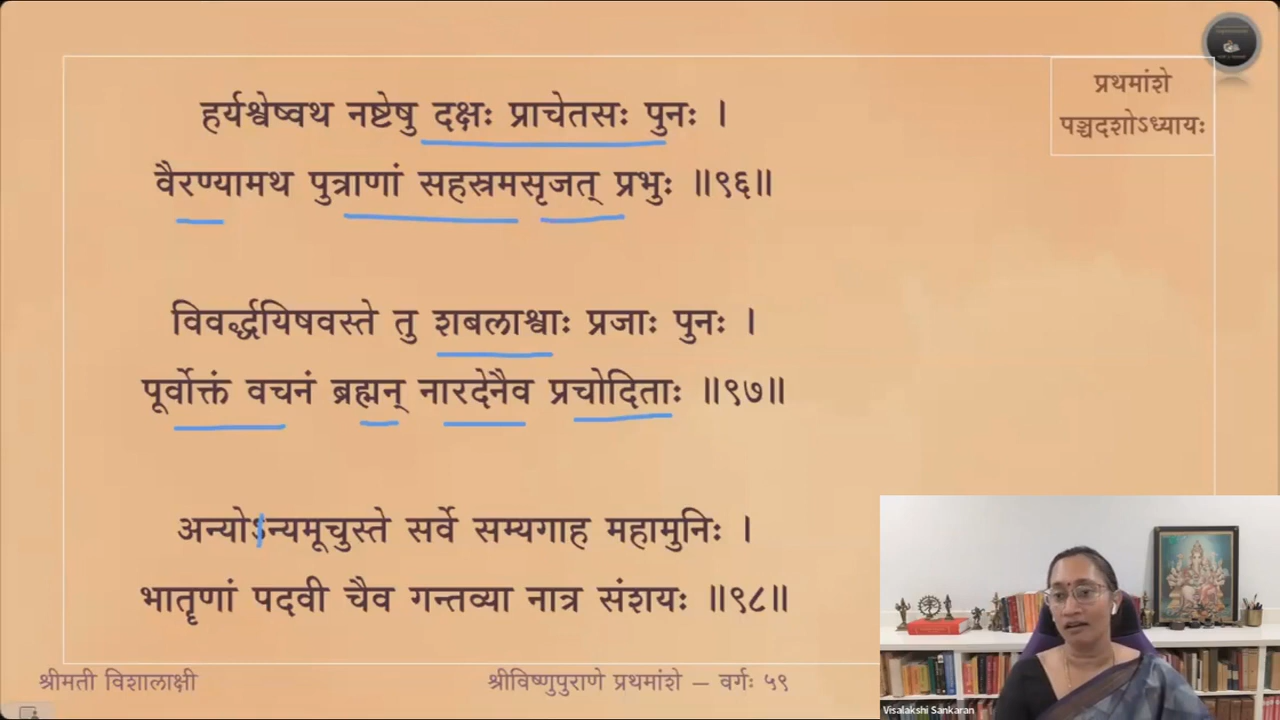 हर्यश्वेष्वथ नष्टेषु दक्षः प्राचेतसः पुनः ।
वैरण्यामथ पुत्राणां सहस्रमसृजत् प्रभुः ॥९६॥
विवर्द्धयिषवस्ते तु शबलाश्वाः प्रजाः पुनः ।
पूर्वोक्तं वचनं ब्रह्मन् नारदेनैव प्रचोदिताः ॥९७॥
अन्योऽन्यमूचुस्ते सर्वे सम्यगाह महामुनिः ।
भातॄणां पदवी चैव गन्तव्या नात्र संशयः ॥९८॥
प्रथमांशे
पञ्चदशोऽध्यायः
श्रीमती विशालाक्षी
श्रीविष्णुपुराणे प्रथमांशे – वर्गः ५९
Visalakshi Sankaran